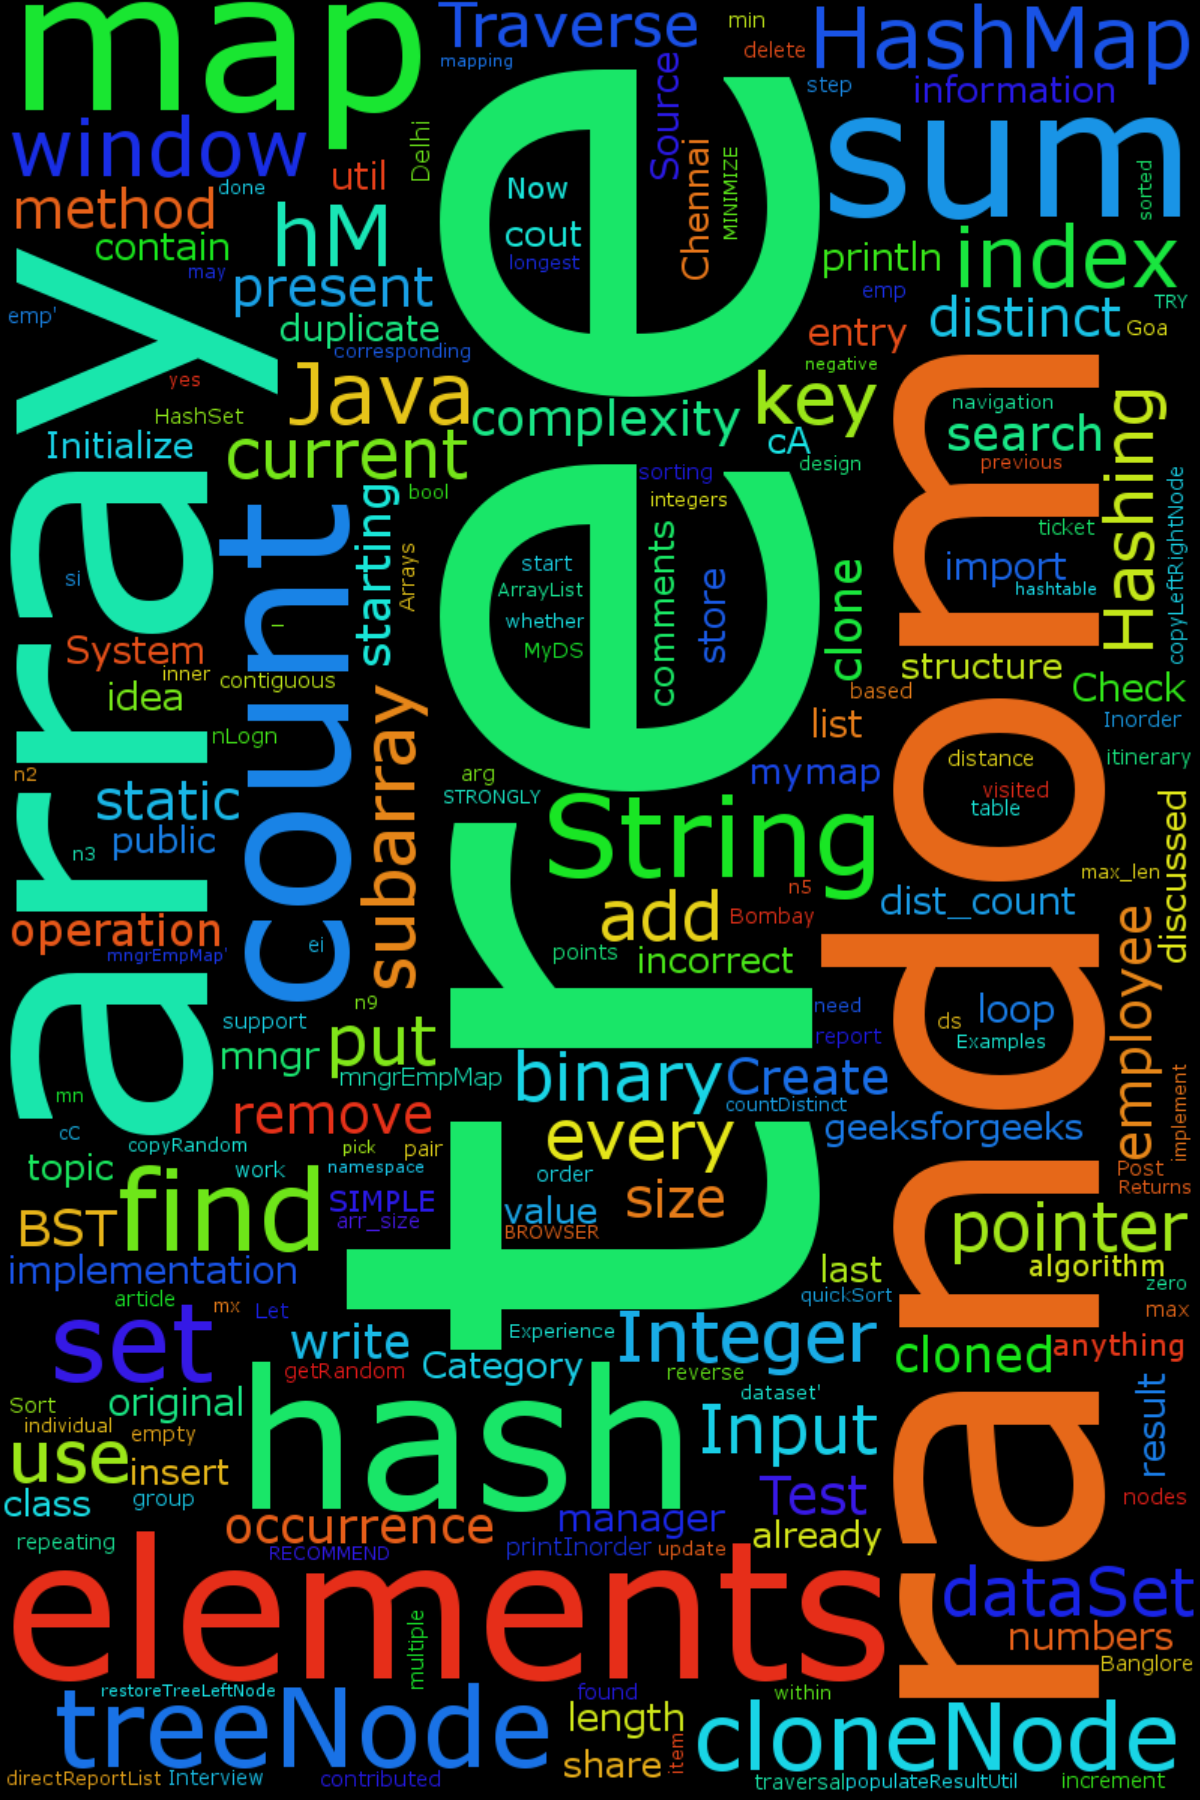 map
Traverse
min
HashMap
mapping
delete
step
information
window
Delhi
Source
sum
util
done
Now
Chennai
MINIMIZE
sorted
method
hM
cout
contain
longest
println
index
may
present
emp
TRY
emp'
duplicate
entry
distinct
Goa
corresponding
negative
yes
Java
tree
key
random
navigation
Hashing
HashSet
complexity
search
Initialize
current
cA
design
previous
array
bool
sorting
integers
starting
Arrays
comments
ticket
copyLeftRightNode
count
start
import
si
ArrayList
store
clone
hashtable
whether
_
System
MyDS
structure
inner
contiguous
based
Check
idea
subarray
list
Inorder
nLogn
distance
itinerary
n2
arg
mymap
visited
static
STRONGLY
table
public
String
discussed
n3
max_len
n5
dist_count
add
Bombay
operation
ei
points
incorrect
employee
mngrEmpMap'
n9
need
loop
support
put
ds
report
Examples
mngr
mngrEmpMap
binary
Create
mn
remove
countDistinct
implement
cC
copyRandom
every
geeksforgeeks
pick
pair
topic
work
namespace
order
Post
find
SIMPLE
value
size
Returns
arr_size
BROWSER
BST
pointer
implementation
last
algorithm
article
mx
Let
quickSort
zero
max
set
write
Experience
Integer
cloned
anything
getRandom
Category
reverse
original
hash
dataset'
result
Sort
individual
empty
Input
use
insert
class
group
Test
nodes
occurrence
manager
already
repeating
RECOMMEND
printInorder
update
elements
multiple
dataSet
numbers
Banglore
restoreTreeLeftNode
found
within
treeNode
length
cloneNode
share
item
directReportList
Interview
contributed
traversal
populateResultUtil
increment